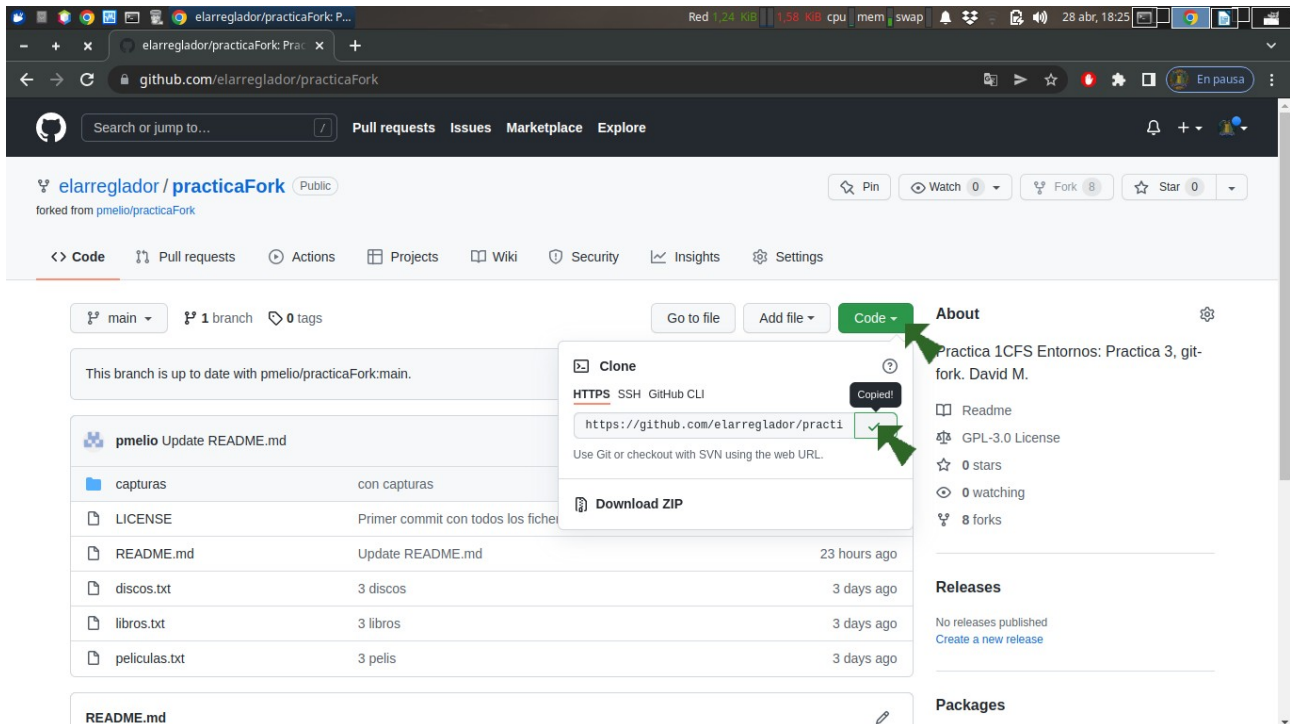 elarreglador/practicaFork: P...
Red 1,24 KiB 1,58 KiB cpu mem swap
28 abr, 18:25
elarreglador/practicaFork: Prac
github.com/elarreglador/practicaFork
En pausa
Search or jump to...
/
Pull requests Issues Marketplace Explore
elarreglador / practicaFork Public
Pin
Watch 0
Fork 8
Star 0
forked from pmelio/practicaFork
Code
Pull requests
Actions
Projects
Wiki
Security
Insights
Settings
main
1 branch
0 tags
Go to file
Add file
Code
This branch is up to date with pmelio/practicaFork:main.
Clone
HTTPS SSH GitHub CLI
Copied!
https://github.com/elarreglador/practi
Use Git or checkout with SVN using the web URL.
Download ZIP
pmelio Update README.md
capturas con capturas
LICENSE Primer commit con todos los ficher
README.md Update README.md 23 hours ago
discos.txt 3 discos 3 days ago
libros.txt 3 libros 3 days ago
peliculas.txt 3 pelis 3 days ago
README.md
About
Practica 1CFS Entornos: Practica 3, git-
fork. David M.
Readme
GPL-3.0 License
0 stars
0 watching
8 forks
Releases
No releases published
Create a new release
Packages